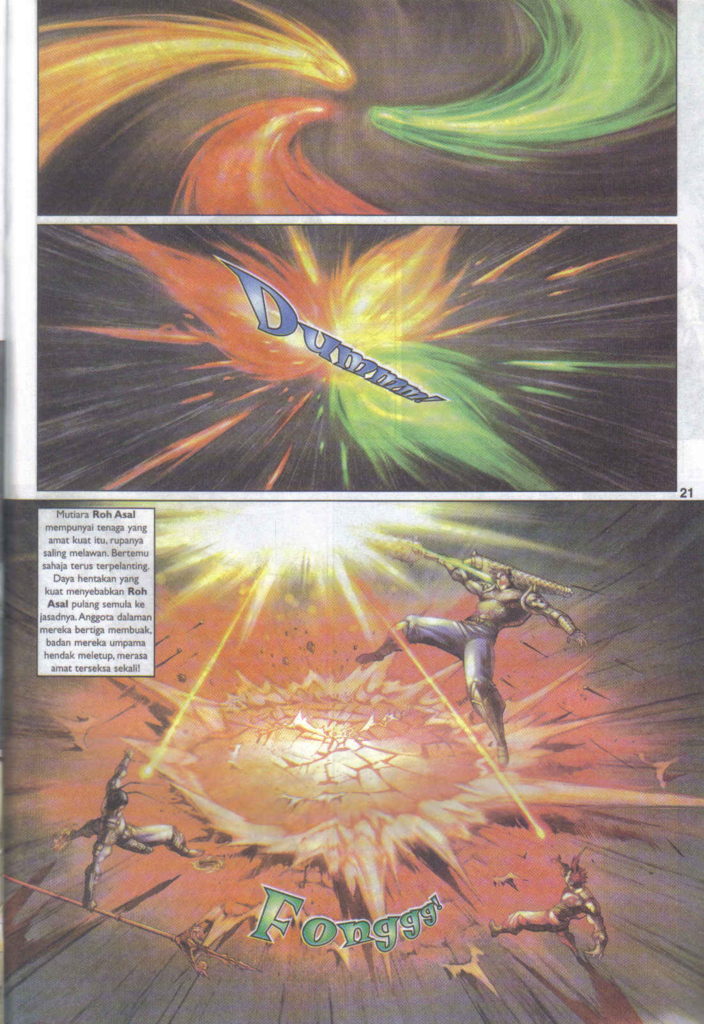 Dummm!
21
Mutiara Roh Asal
mempunyai tenaga yang
amat kuat itu, rupanya
saling melawan. Bertemu
sahaja terus terpelanting.
Daya hentakan yang
kuat menyebabkan Roh
Asal pulang semula ke
jasadnya. Anggota dalaman
mereka bertiga membuak,
badan mereka umpama
hendak meletup, merasa
amat terseksa sekali!
Fonggg!